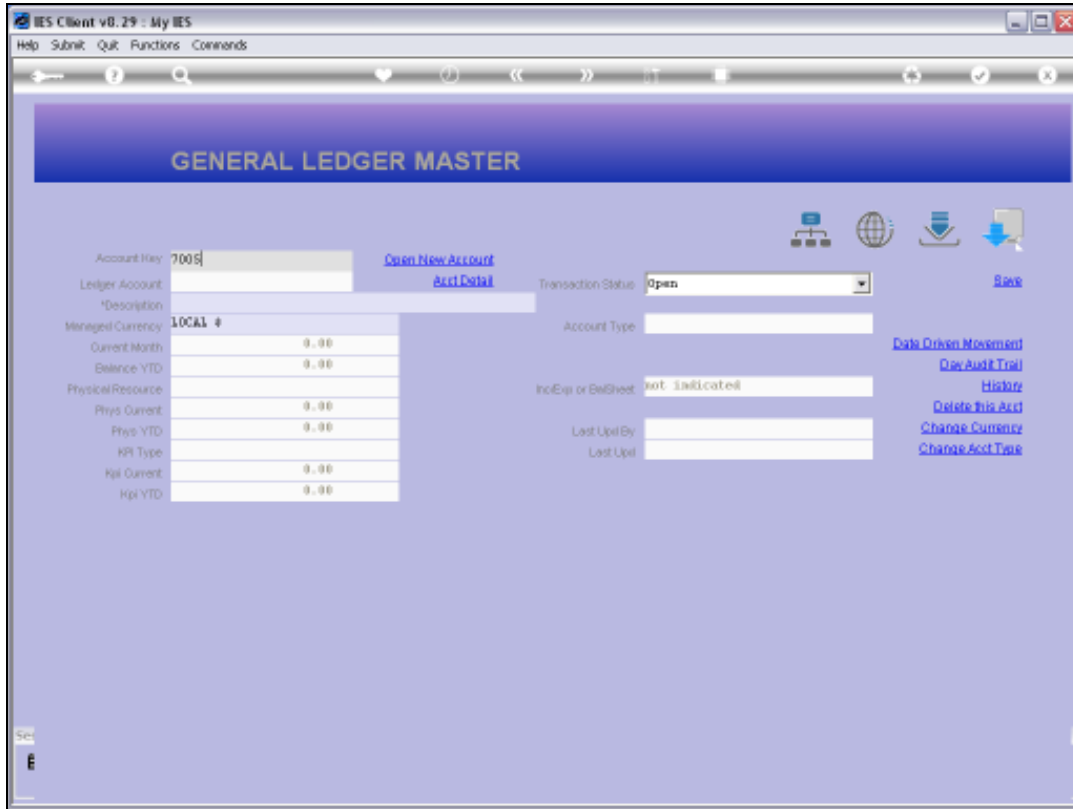 IES Client v8.29 : My IES
Help Submit Quit Functions Commands
GENERAL LEDGER MASTER
Account Key 7005 Open New Account
Ledger Account Acct Detail Transaction Status Open Save
*Description
Managed Currency LOCAL # Account Type
Current Month 0.00 Date Driven Movement
Balance YTD 0.00 Day Audit Trail
Physical Resource Inc/Exp or BalSheet not indicated History
Phys Current 0.00 Delete this Acct
Phys YTD 0.00 Last Upd By Change Currency
KPI Type Last Upd Change Acct Type
Kpi Current 0.00
Kpi YTD 0.00